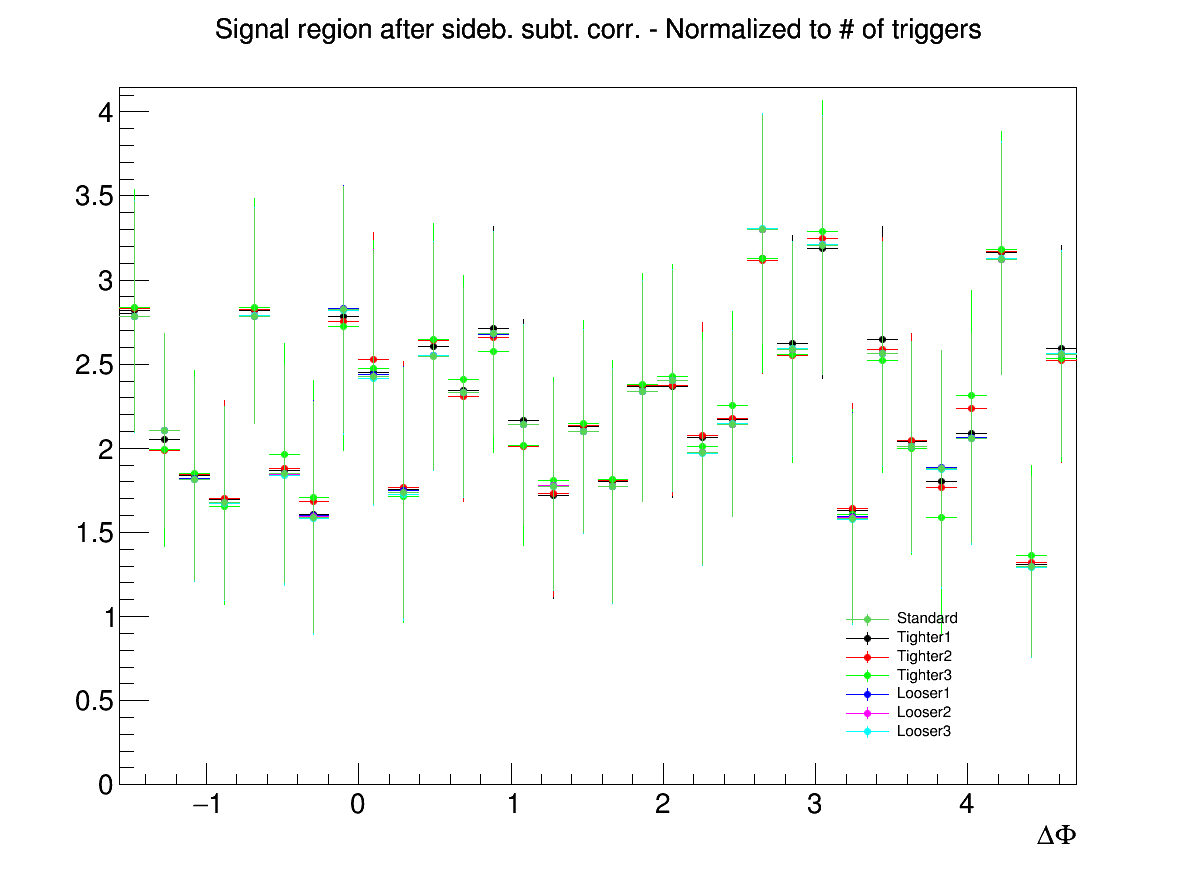 Signal region after sideb. subt. corr. - Normalized to # of triggers
4
3.5
3
2.5
2
1.5
1
0.5
0
Standard
Tighter1
Tighter2
Tighter3
Looser1
Looser2
Looser3
−1 0 1 2 3 4
ΔΦ